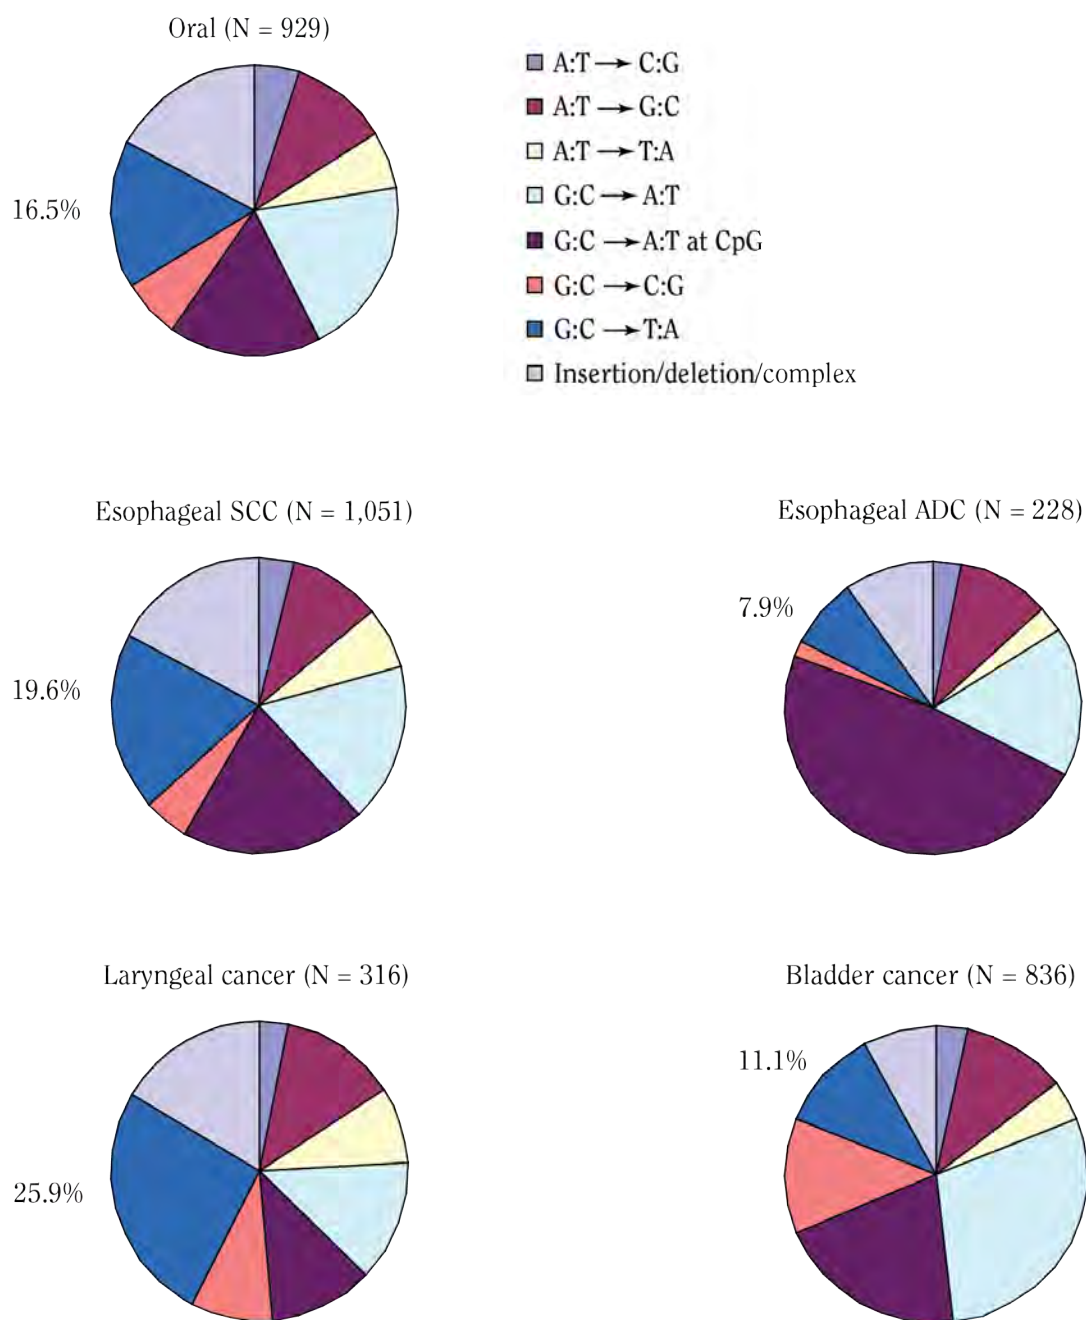 Oral (N = 929)
16.5%
A:T → C:G
A:T → G:C
A:T → T:A
G:C → A:T
G:C → A:T at CpG
G:C → C:G
G:C → T:A
Insertion/deletion/complex
Esophageal SCC (N = 1,051)
19.6%
Esophageal ADC (N = 228)
7.9%
Laryngeal cancer (N = 316)
25.9%
Bladder cancer (N = 836)
11.1%